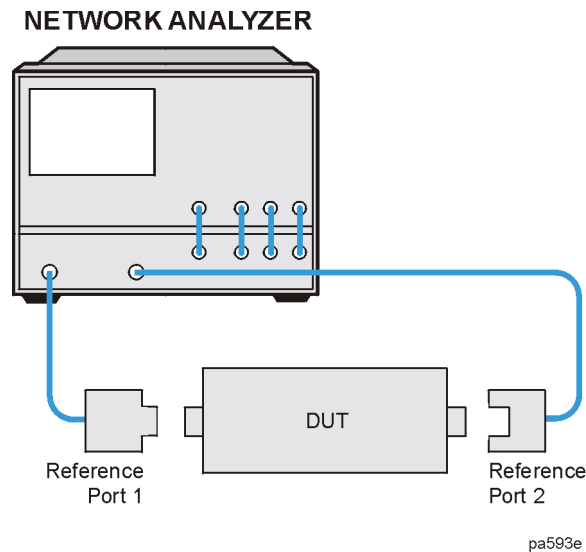 NETWORK ANALYZER
DUT
Reference
Port 1
Reference
Port 2
pa593e